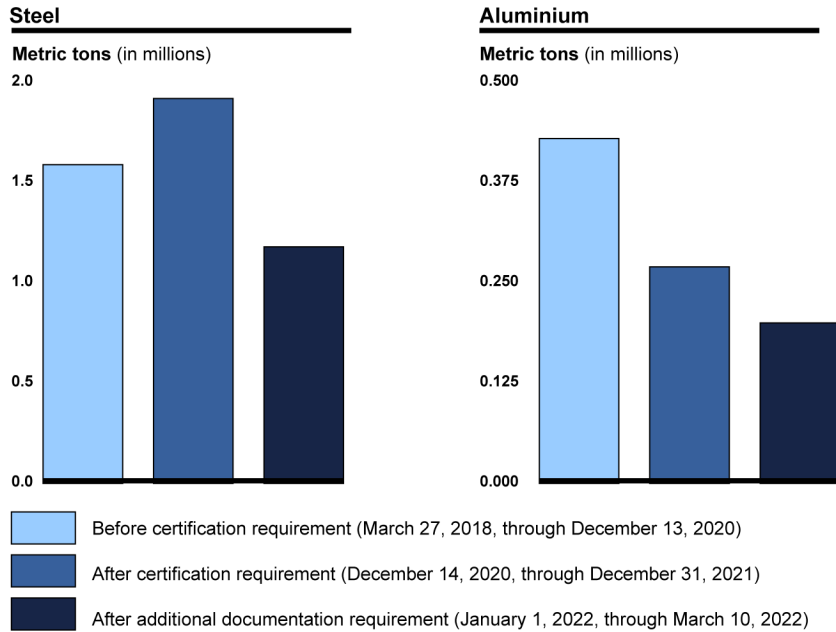 Steel
Metric tons (in millions)
2.0
1.5
1.0
0.5
0.0
Aluminium
Metric tons (in millions)
0.500
0.375
0.250
0.125
0.000
Before certification requirement (March 27, 2018, through December 13, 2020)
After certification requirement (December 14, 2020, through December 31, 2021)
After additional documentation requirement (January 1, 2022, through March 10, 2022)